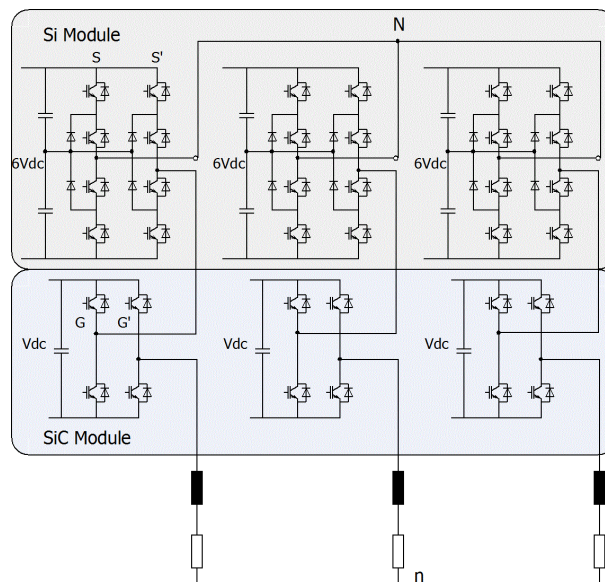 Si Module
N
S
S'
6Vdc
6Vdc
6Vdc
G
G'
Vdc
Vdc
Vdc
SiC Module
n